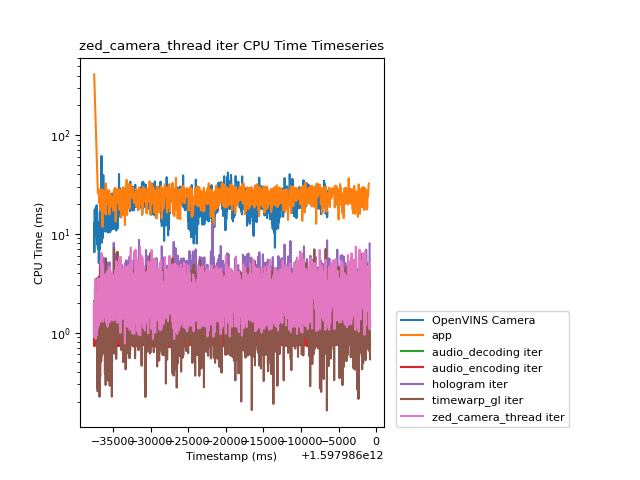 zed_camera_thread iter CPU Time Timeseries
CPU Time (ms)
10²
10¹
10⁰
−35000 −30000 −25000 −20000 −15000 −10000 −5000 0
Timestamp (ms)
+1.597986e12
OpenVINS Camera
app
audio_decoding iter
audio_encoding iter
hologram iter
timewarp_gl iter
zed_camera_thread iter